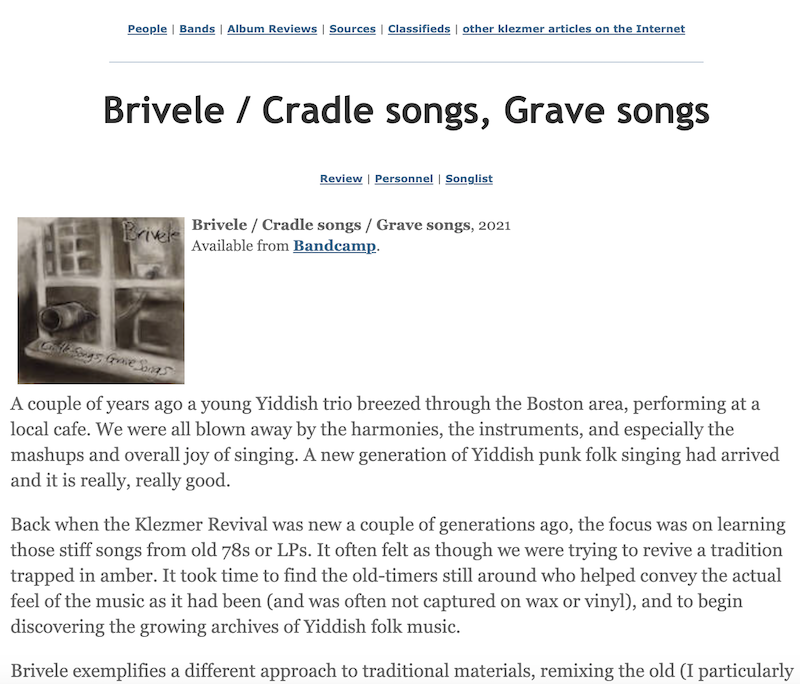 People | Bands | Album Reviews | Sources | Classifieds | other klezmer articles on the Internet
Brivele / Cradle songs, Grave songs
Review | Personnel | Songlist
Brivele
Cradle Songs, Grave Songs
Brivele / Cradle songs / Grave songs, 2021
Available from Bandcamp.
A couple of years ago a young Yiddish trio breezed through the Boston area, performing at a
local cafe. We were all blown away by the harmonies, the instruments, and especially the
mashups and overall joy of singing. A new generation of Yiddish punk folk singing had arrived
and it is really, really good.
Back when the Klezmer Revival was new a couple of generations ago, the focus was on learning
those stiff songs from old 78s or LPs. It often felt as though we were trying to revive a tradition
trapped in amber. It took time to find the old-timers still around who helped convey the actual
feel of the music as it had been (and was often not captured on wax or vinyl), and to begin
discovering the growing archives of Yiddish folk music.
Brivele exemplifies a different approach to traditional materials, remixing the old (I particularly